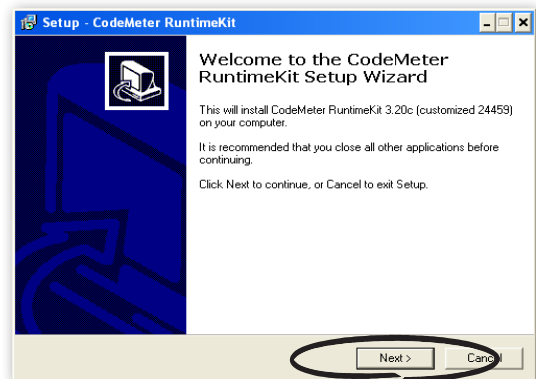 Setup - CodeMeter RuntimeKit
Welcome to the CodeMeter
RuntimeKit Setup Wizard
This will install CodeMeter RuntimeKit 3.20c (customized 24459)
on your computer.
It is recommended that you close all other applications before
continuing.
Click Next to continue, or Cancel to exit Setup.
Next >
Cancel